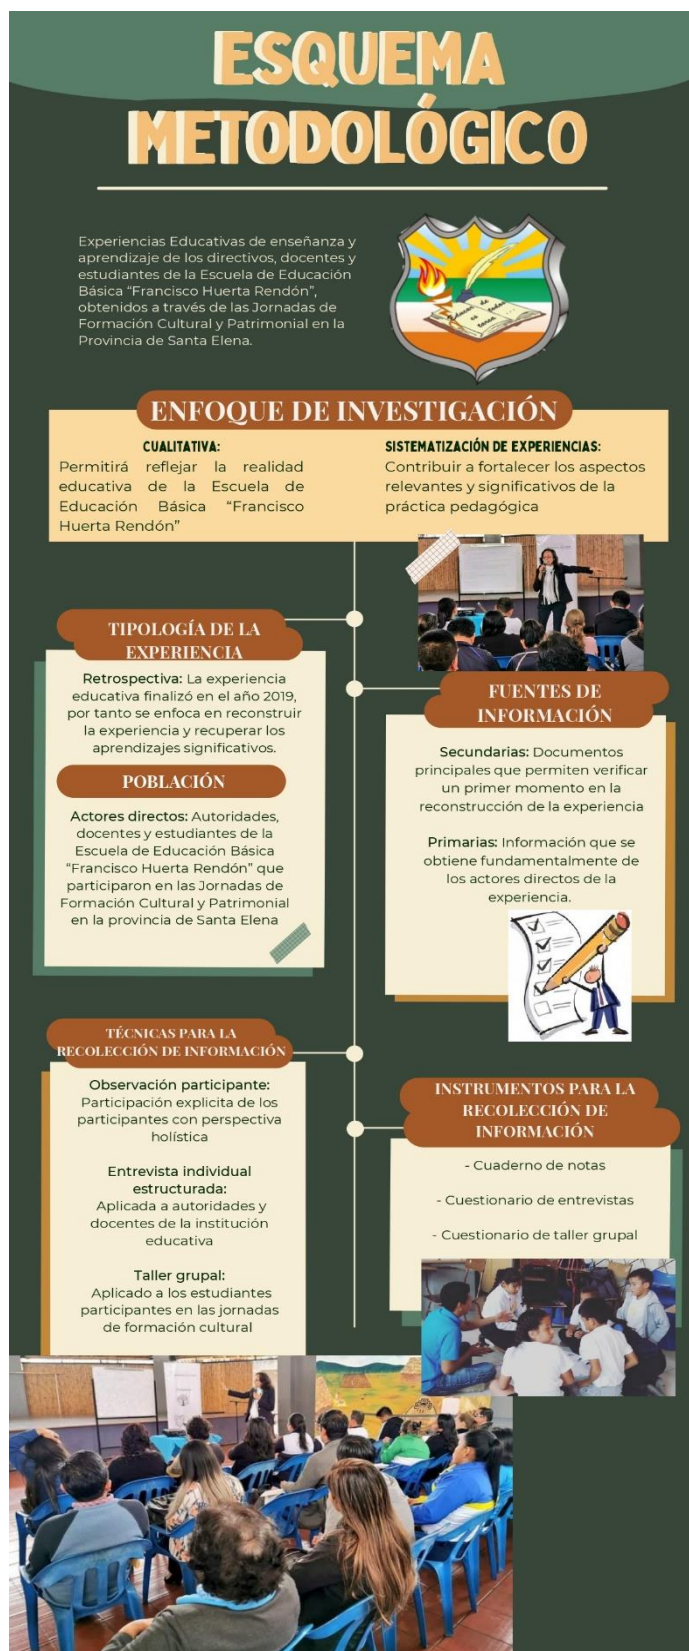 ESQUEMA
METODOLÓGICO
Experiencias Educativas de enseñanza y
aprendizaje de los directivos, docentes y
estudiantes de la Escuela de Educación
Básica “Francisco Huerta Rendón”,
obtenidos a través de las Jornadas de
Formación Cultural y Patrimonial en la
Provincia de Santa Elena.
Educar es
tarea de todos
ENFOQUE DE INVESTIGACIÓN
CUALITATIVA:
Permitirá reflejar la realidad
educativa de la Escuela de
Educación Básica “Francisco
Huerta Rendón”
SISTEMATIZACIÓN DE EXPERIENCIAS:
Contribuir a fortalecer los aspectos
relevantes y significativos de la
práctica pedagógica
TIPOLOGÍA DE LA
EXPERIENCIA
Retrospectiva: La experiencia
educativa finalizó en el año 2019,
por tanto se enfoca en reconstruir
la experiencia y recuperar los
aprendizajes significativos.
POBLACIÓN
Actores directos: Autoridades,
docentes y estudiantes de la
Escuela de Educación Básica
“Francisco Huerta Rendón” que
participaron en las Jornadas de
Formación Cultural y Patrimonial
en la provincia de Santa Elena
FUENTES DE
INFORMACIÓN
Secundarias: Documentos
principales que permiten verificar
un primer momento en la
reconstrucción de la experiencia
Primarias: Información que se
obtiene fundamentalmente de
los actores directos de la
experiencia.
TÉCNICAS PARA LA
RECOLECCIÓN DE INFORMACIÓN
Observación participante:
Participación explicita de los
participantes con perspectiva
holística
Entrevista individual
estructurada:
Aplicada a autoridades y
docentes de la institución
educativa
Taller grupal:
Aplicado a los estudiantes
participantes en las jornadas
de formación cultural
INSTRUMENTOS PARA LA
RECOLECCIÓN DE
INFORMACIÓN
- Cuaderno de notas
- Cuestionario de entrevistas
- Cuestionario de taller grupal